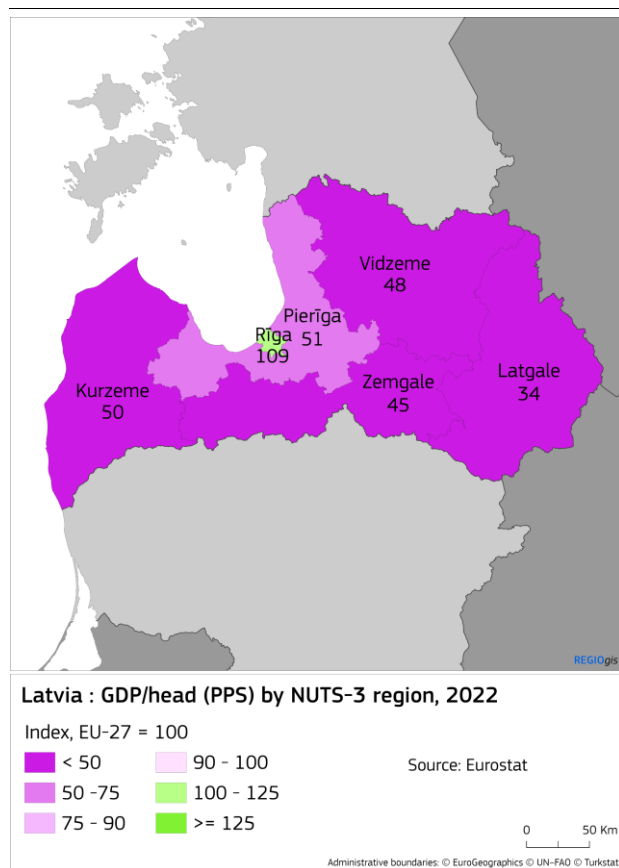 Vidzeme
48
Pierīga
51
Rīga
109
Kurzeme
50
Zemgale
45
Latgale
34
REGIOgis
Latvia : GDP/head (PPS) by NUTS-3 region, 2022
Index, EU-27 = 100
< 50
90 - 100
50 -75
100 - 125
75 - 90
>= 125
Source: Eurostat
0 50 Km
Administrative boundaries: © EuroGeographics © UN-FAO © Turkstat